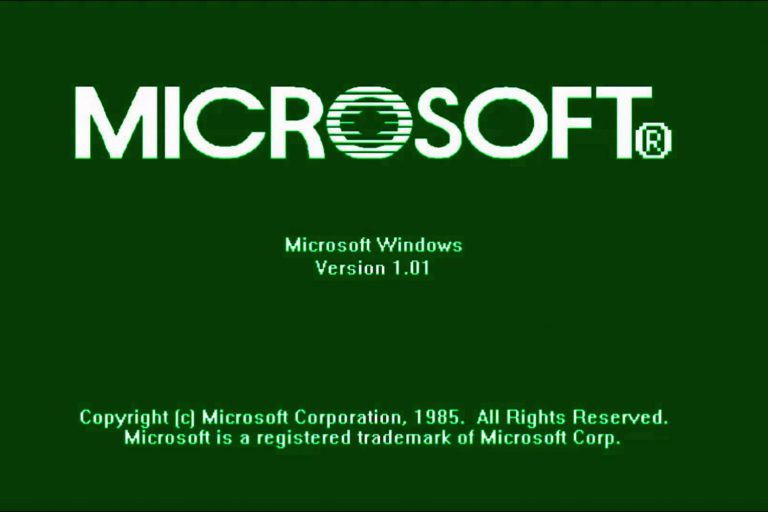 MICROSOFT®
Microsoft Windows
Version 1.01
Copyright (c) Microsoft Corporation, 1985.  All Rights Reserved.
Microsoft is a registered trademark of Microsoft Corp.